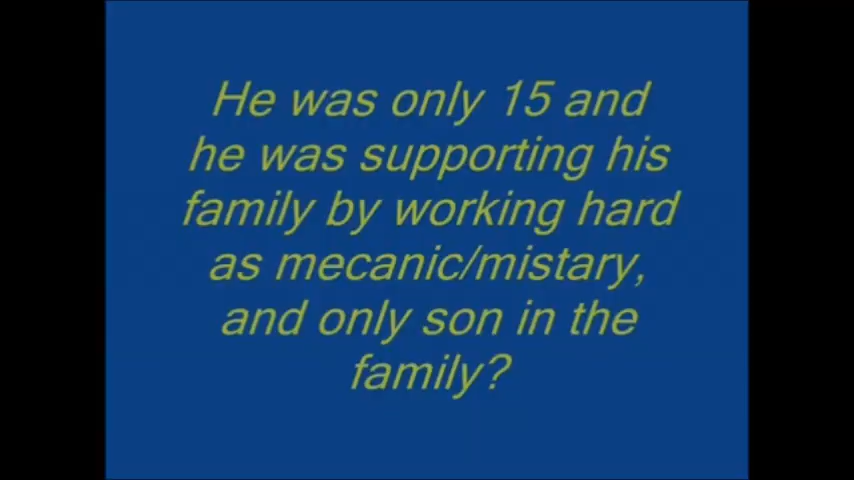 He was only 15 and
he was supporting his
family by working hard
as mecanic/mistary,
and only son in the
family?